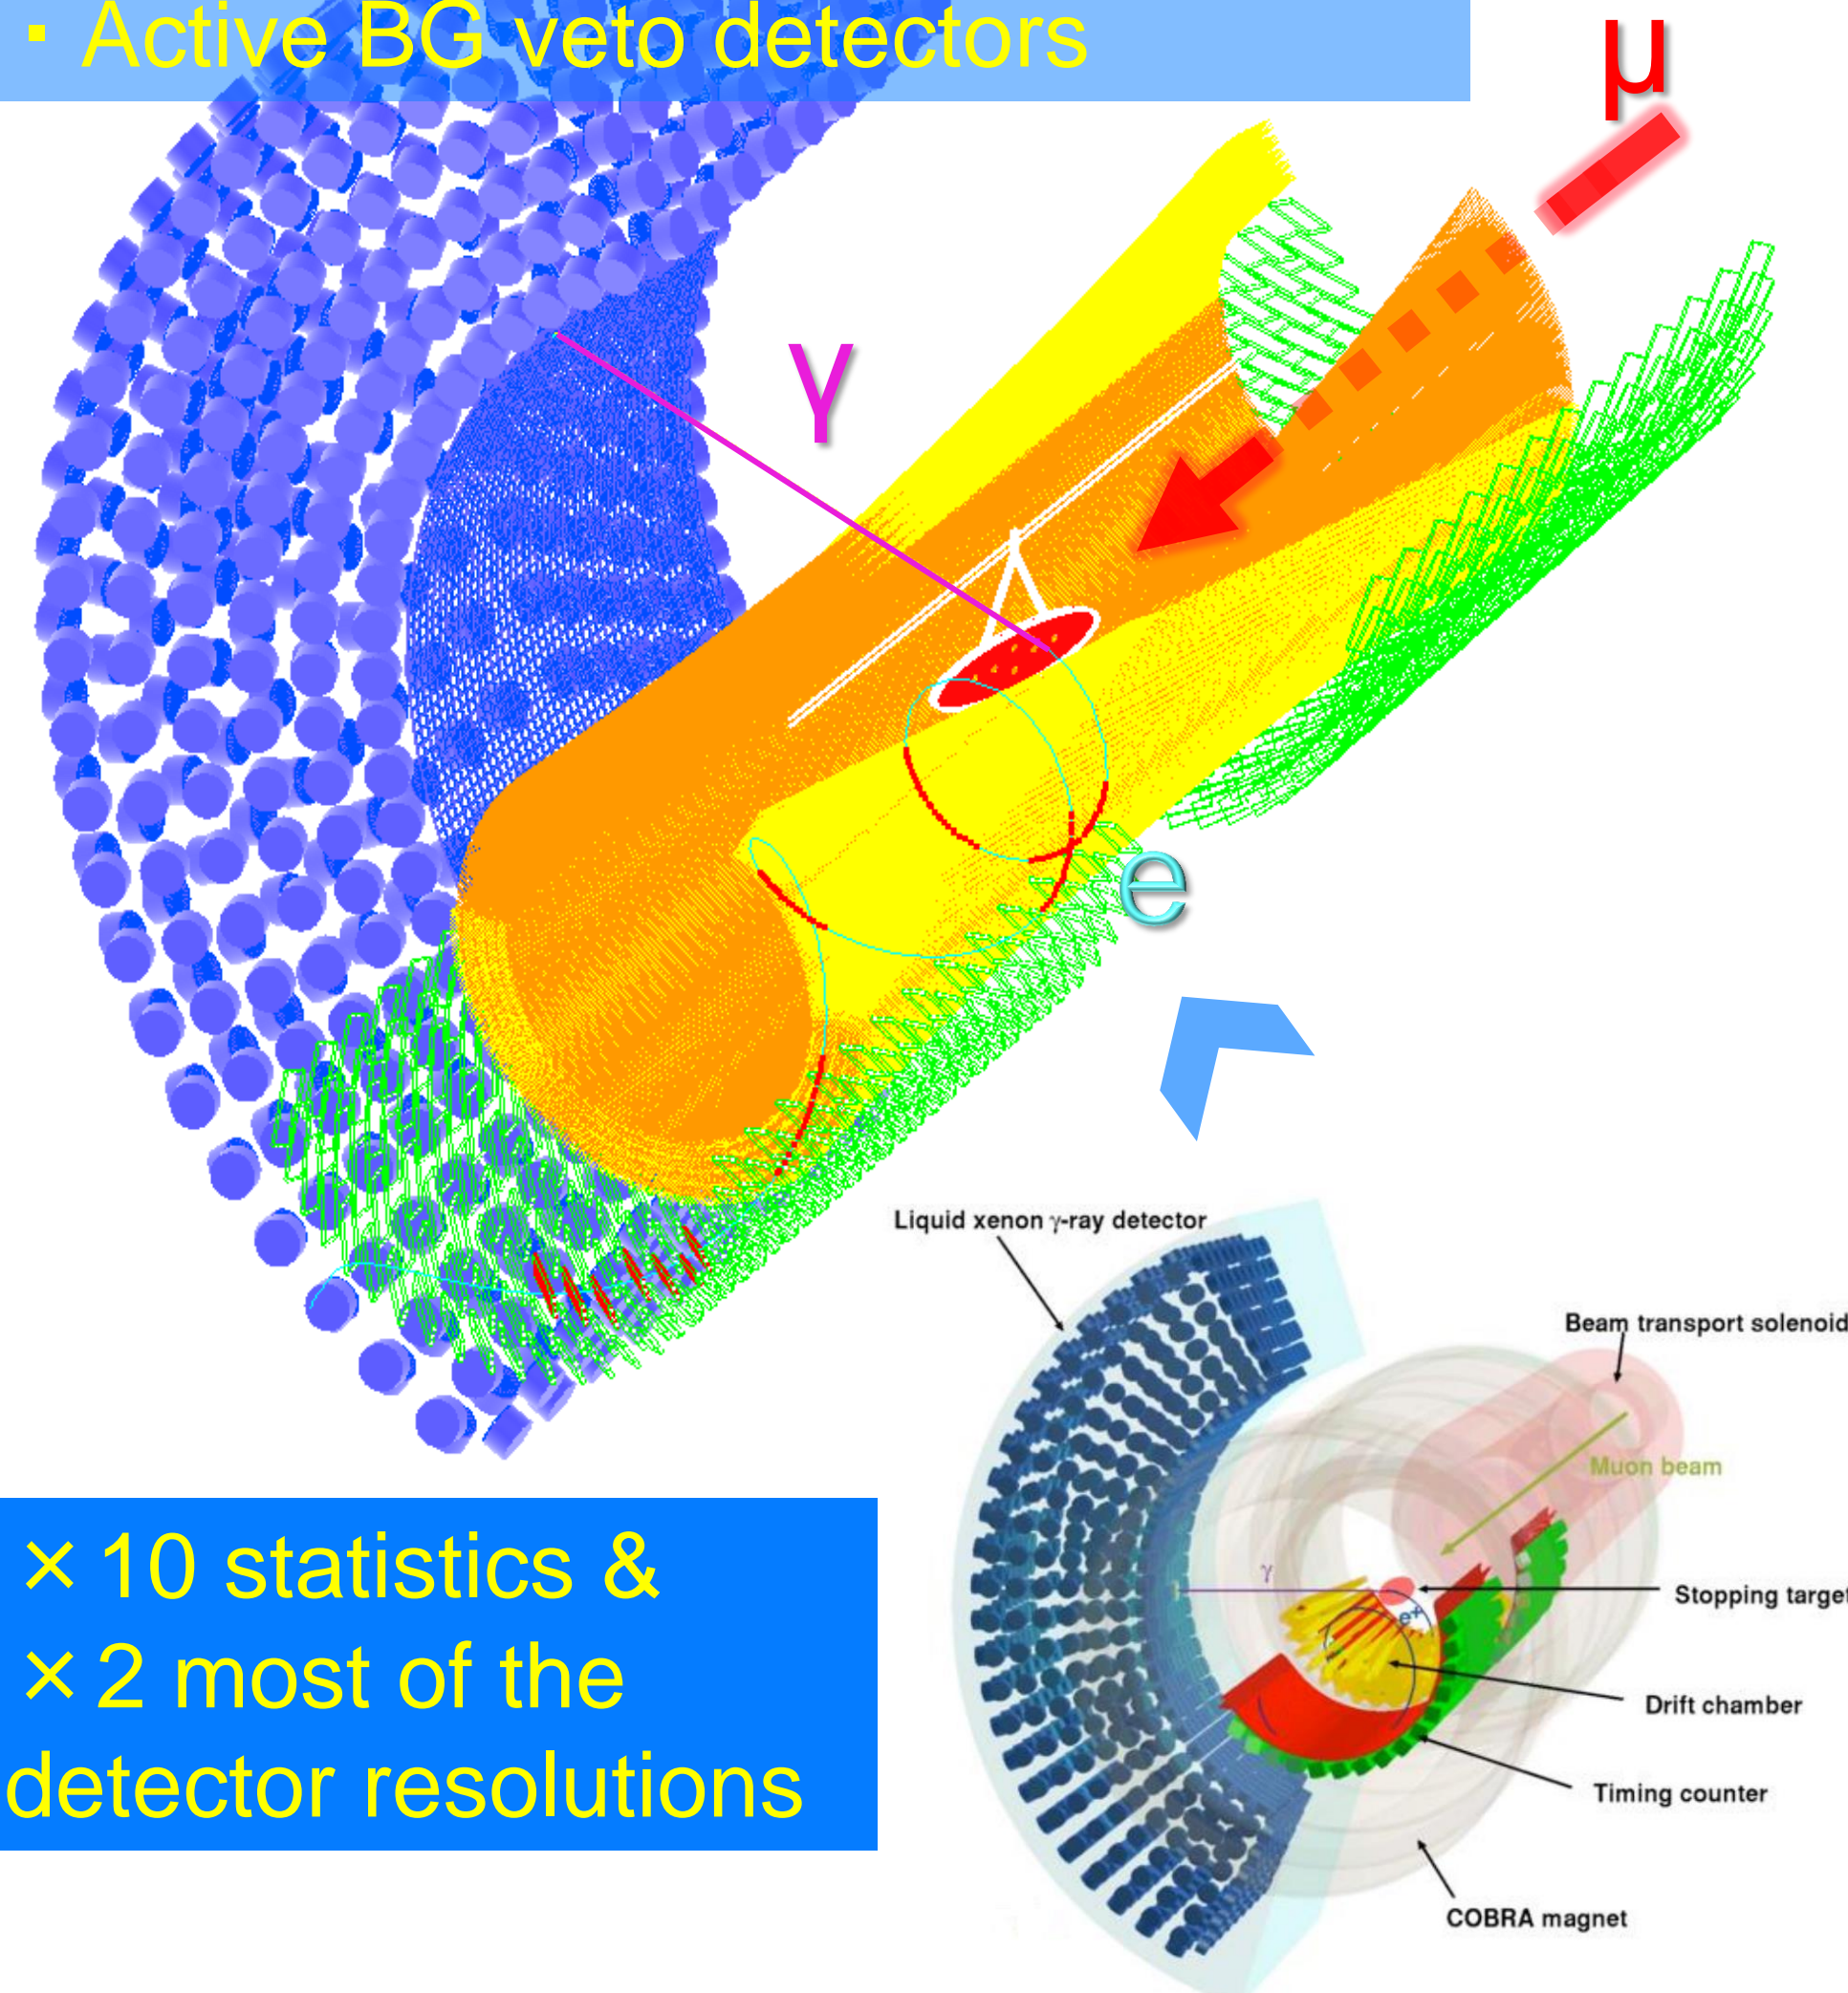 ▪ Active BG veto detectors
μ
γ
e
Liquid xenon γ-ray detector
Beam transport solenoid
Muon beam
γ
Stopping target
e+
Drift chamber
Timing counter
COBRA magnet
×10 statistics &
×2 most of the
detector resolutions